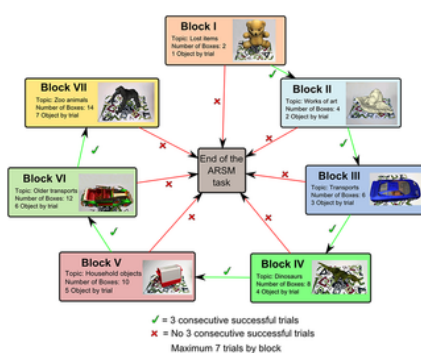 Block I
Topic: Lost items
Number of Boxes: 2
1 Object by trial
Block II
Topic: Works of art
Number of Boxes: 4
2 Object by trial
Block III
Topic: Transports
Number of Boxes: 6
3 Object by trial
Block IV
Topic: Dinosaurs
Number of Boxes: 8
4 Object by trial
Block V
Topic: Household objects
Number of Boxes: 10
5 Object by trial
Block VI
Topic: Older transports
Number of Boxes: 12
6 Object by trial
Block VII
Topic: Zoo animals
Number of Boxes: 14
7 Object by trial
End of the
ARSM
task
✓ = 3 consecutive successful trials
✗ = No 3 consecutive successful trials
Maximum 7 trials by block